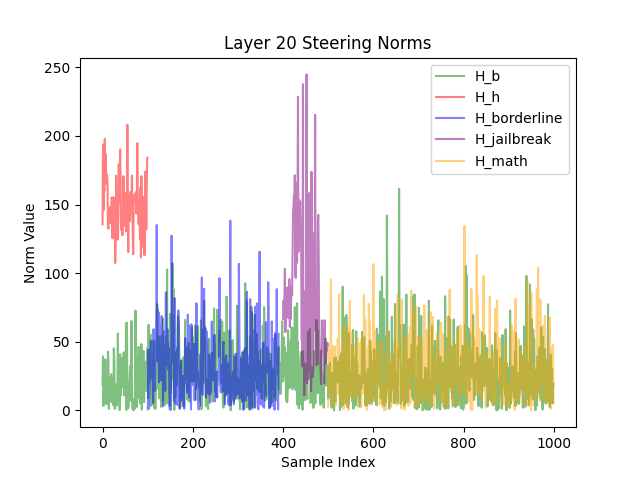 Layer 20 Steering Norms
250
200
150
100
50
0
Norm Value
H_b
H_h
H_borderline
H_jailbreak
H_math
0
200
400
600
800
1000
Sample Index